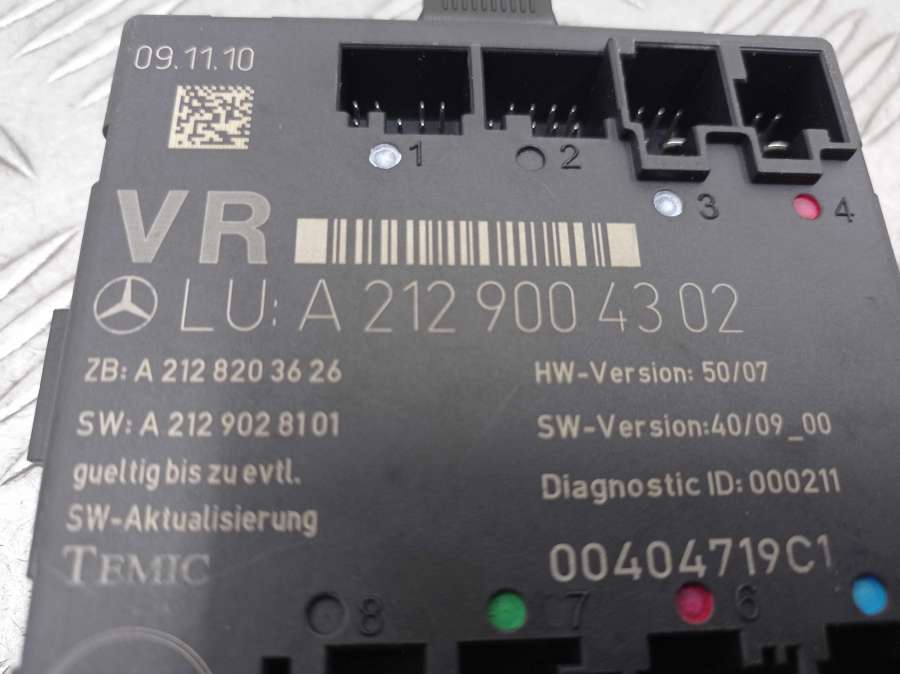 09.11.10
1 2 3 4
VR
LU: A 212 900 43 02
ZB: A 212 820 36 26
HW-Version: 50/07
SW: A 212 902 81 01
SW-Version:40/09_00
gueltig bis zu evtl.
Diagnostic ID: 000211
SW-Aktualisierung
TEMIC
00404719C1
8 7 6